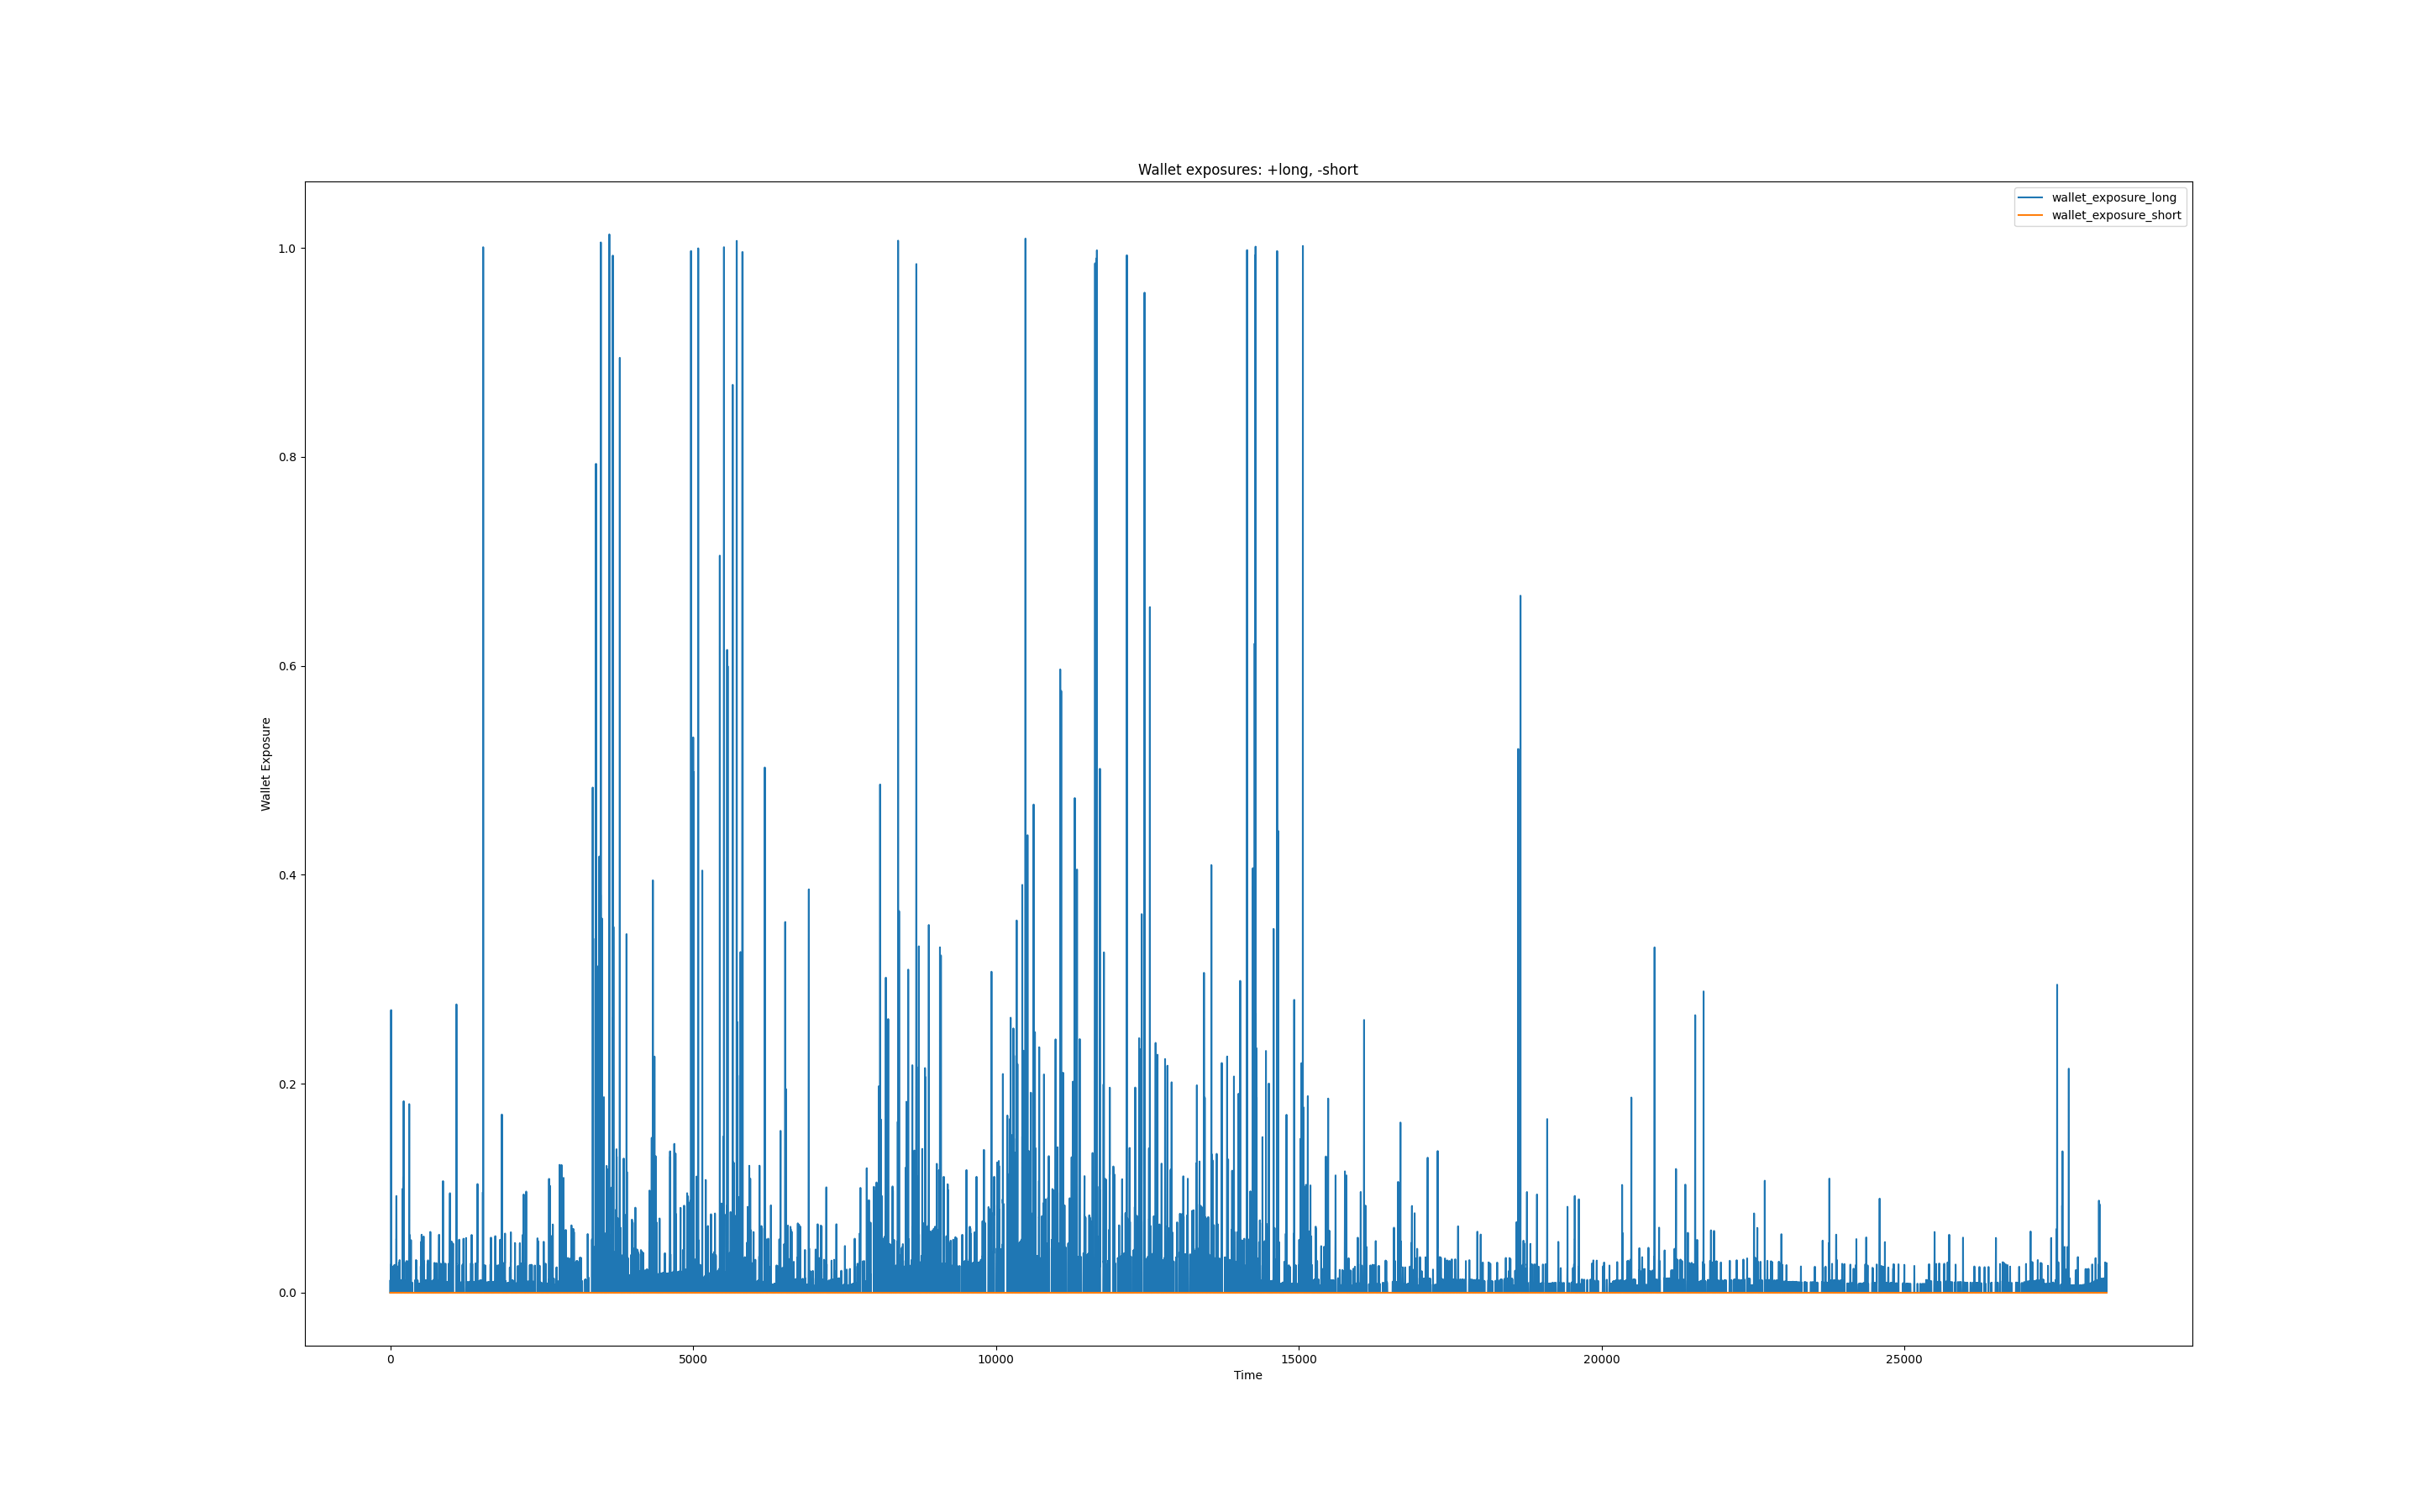 Wallet exposures: +long, -short
wallet_exposure_long
wallet_exposure_short
1.0
0.8
0.6
0.4
0.2
0.0
Wallet Exposure
0 5000 10000 15000 20000 25000
Time